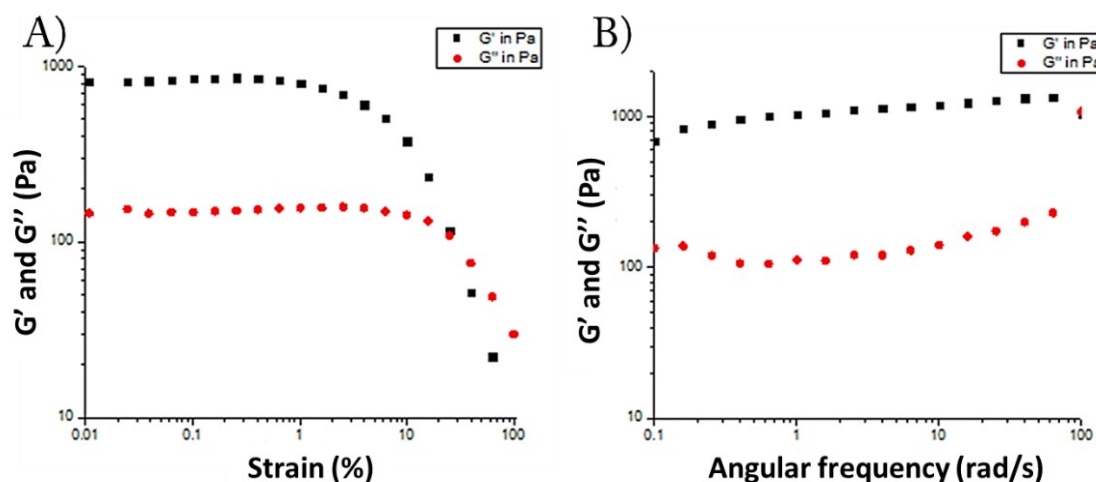 A)
G' in Pa
G" in Pa
1000
100
10
G’ and G’’ (Pa)
0.01
0.1
1
10
100
Strain (%)
B)
G' in Pa
G" in Pa
1000
100
10
G’ and G’’ (Pa)
0.1
1
10
100
Angular frequency (rad/s)